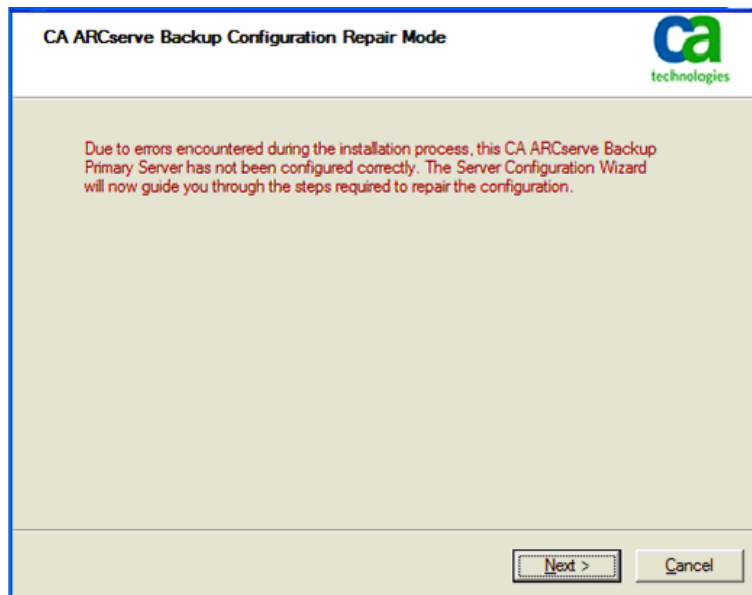 CA ARCserve Backup Configuration Repair Mode
ca
technologies
Due to errors encountered during the installation process, this CA ARCserve Backup
Primary Server has not been configured correctly. The Server Configuration Wizard
will now guide you through the steps required to repair the configuration.
Next >
Cancel